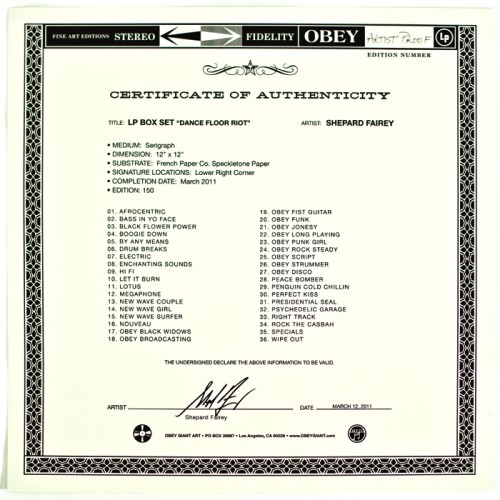 FINE ART EDITIONS STEREO FIDELITY OBEY ARTIST PROOF Lp
EDITION NUMBER
CERTIFICATE OF AUTHENTICITY
TITLE: LP BOX SET "DANCE FLOOR RIOT" ARTIST: SHEPARD FAIREY
• MEDIUM: Serigraph
• DIMENSION: 12" x 12"
• SUBSTRATE: French Paper Co. Speckletone Paper
• SIGNATURE LOCATIONS: Lower Right Corner
• COMPLETION DATE: March 2011
• EDITION: 150
01. AFROCENTRIC
02. BASS IN YO FACE
03. BLACK FLOWER POWER
04. BOOGIE DOWN
05. BY ANY MEANS
06. DRUM BREAKS
07. ELECTRIC
08. ENCHANTING SOUNDS
09. HI FI
10. LET IT BURN
11. LOTUS
12. MEGAPHONE
13. NEW WAVE COUPLE
14. NEW WAVE GIRL
15. NEW WAVE SURFER
16. NOUVEAU
17. OBEY BLACK WIDOWS
18. OBEY BROADCASTING
19. OBEY FIST GUITAR
20. OBEY FUNK
21. OBEY JONESY
22. OBEY LONG PLAYING
23. OBEY PUNK GIRL
24. OBEY ROCK STEADY
25. OBEY SCRIPT
26. OBEY STRUMMER
27. OBEY DISCO
28. PEACE BOMBER
29. PENGUIN COLD CHILLIN
30. PERFECT KISS
31. PRESIDENTIAL SEAL
32. PSYCHEDELIC GARAGE
33. RIGHT TRACK
34. ROCK THE CASBAH
35. SPECIALS
36. WIPE OUT
THE UNDERSIGNED DECLARE THE ABOVE INFORMATION TO BE VALID.
ARTIST DATE MARCH 12, 2011
Shepard Fairey
OBEY GIANT ART • PO BOX 26897 • Los Angeles, CA 90026 • WWW.OBEYGIANT.COM